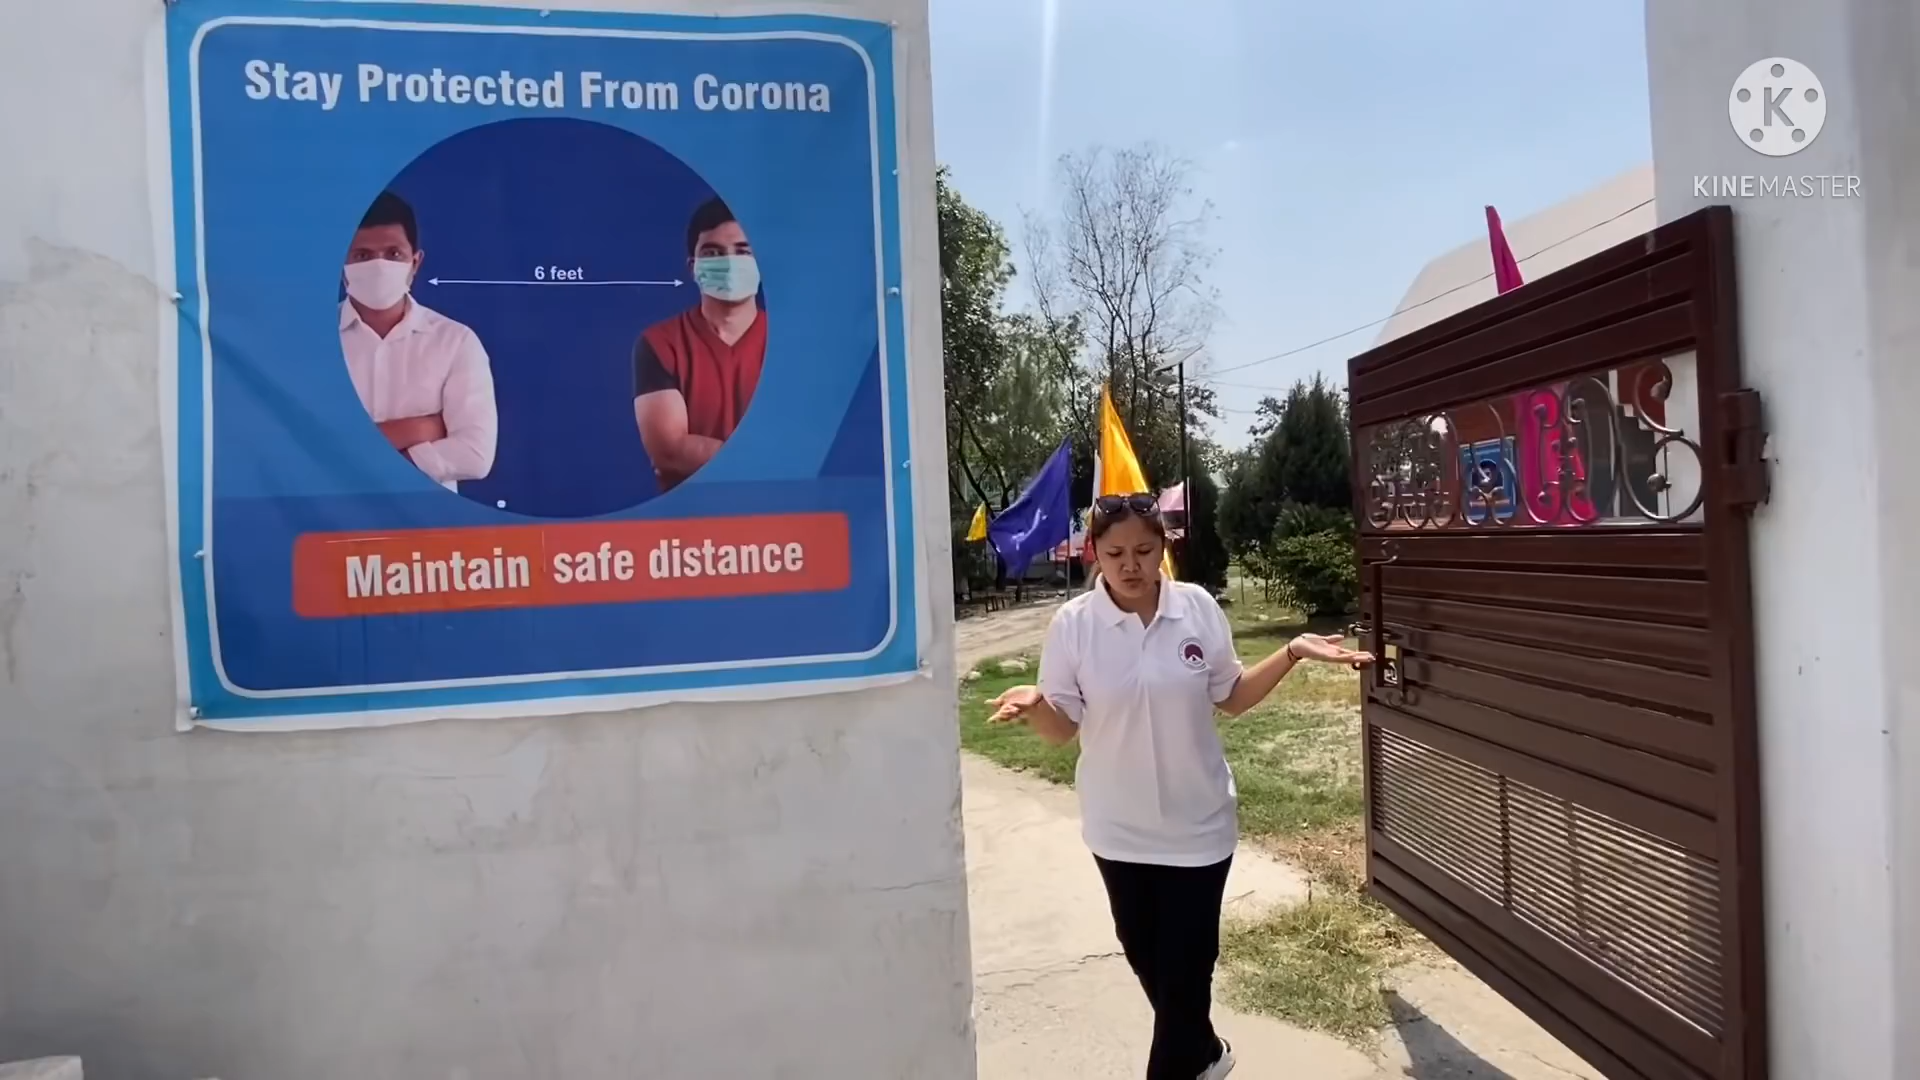 Stay Protected From Corona
6 feet
Maintain safe distance
K
KINEMASTER